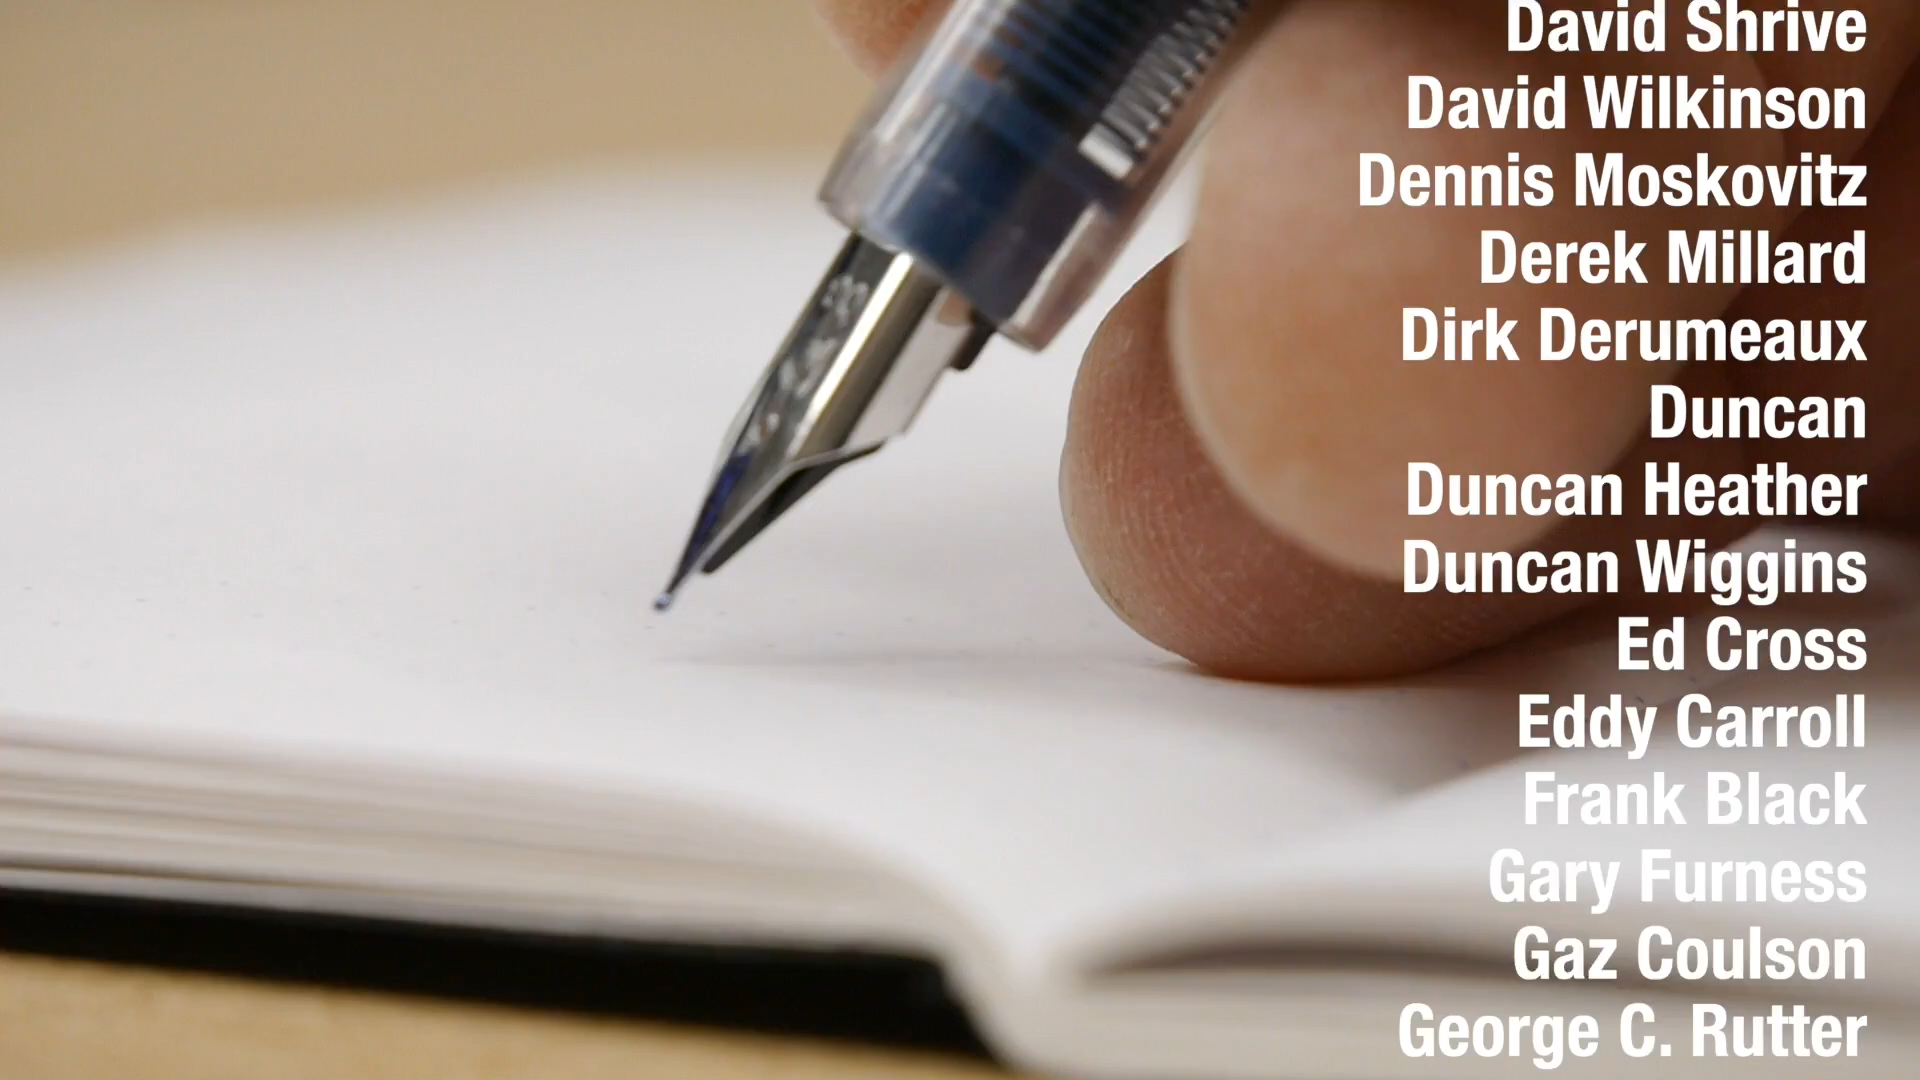 David Shrive
David Wilkinson
Dennis Moskovitz
Derek Millard
Dirk Derumeaux
Duncan
Duncan Heather
Duncan Wiggins
Ed Cross
Eddy Carroll
Frank Black
Gary Furness
Gaz Coulson
George C. Rutter